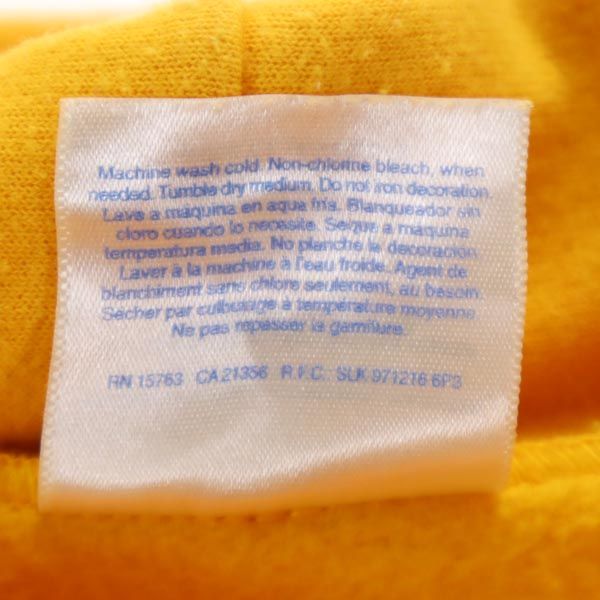 Machine wash cold. Non-chlorine bleach, when
needed. Tumble dry medium. Do not iron decoration.
Lave a maquina en aqua fria. Blanqueador sin
cloro cuando lo necesite. Seque a maquina
temperatura media. No planche la decoracion.
Laver à la machine à l'eau froide. Agent de
blanchiment sans chlore seulement, au besoin.
Sécher par culbutage à température moyenne.
Ne pas repasser la garniture.
RN 15763 CA 21356 R.F.C. SLK 971216 6P3